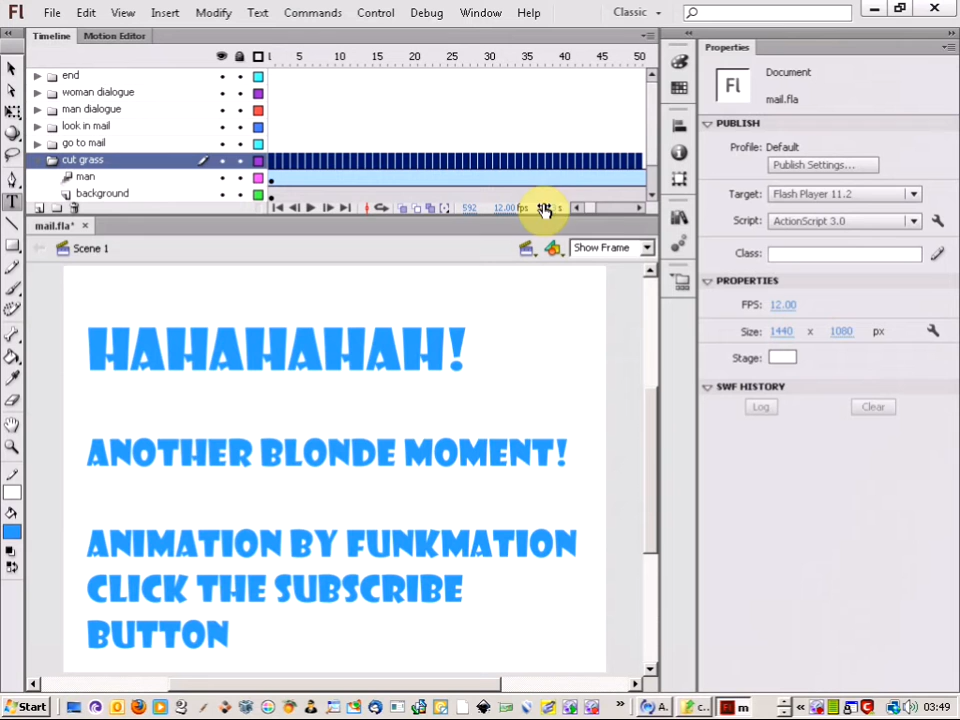 Fl File Edit View Insert Modify Text Commands Control Debug Window Help Classic
Timeline Motion Editor
1 5 10 15 20 25 30 35 40 45 50
end
woman dialogue
man dialogue
look in mail
go to mail
cut grass
man
background
592 12.00 fps s
mail.fla* x
Scene 1 Show Frame
HAHAHAHAH!
ANOTHER BLONDE MOMENT!
ANIMATION BY FUNKMATION
CLICK THE SUBSCRIBE
BUTTON
Properties
Fl
Document
mail.fla
PUBLISH
Profile: Default
Publish Settings...
Target: Flash Player 11.2
Script: ActionScript 3.0
Class:
PROPERTIES
FPS: 12.00
Size: 1440 x 1080 px
Stage:
SWF HISTORY
Log Clear
Start A. c... m 03:49